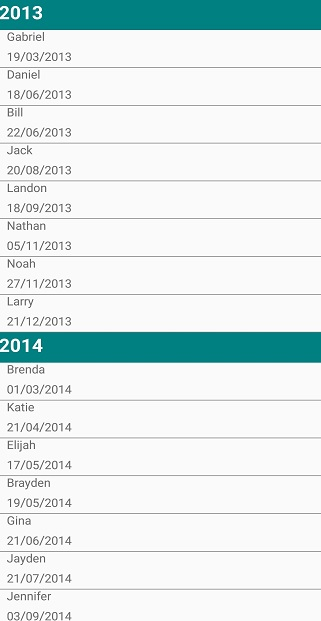 2013
Gabriel
19/03/2013
Daniel
18/06/2013
Bill
22/06/2013
Jack
20/08/2013
Landon
18/09/2013
Nathan
05/11/2013
Noah
27/11/2013
Larry
21/12/2013
2014
Brenda
01/03/2014
Katie
21/04/2014
Elijah
17/05/2014
Brayden
19/05/2014
Gina
21/06/2014
Jayden
21/07/2014
Jennifer
03/09/2014